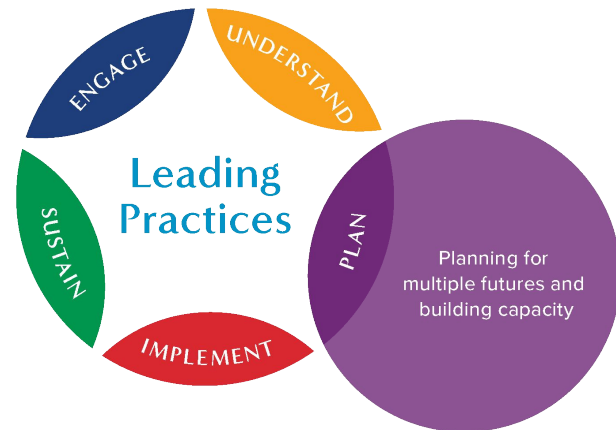 ENGAGE
UNDERSTAND
Leading
Practices
SUSTAIN
PLAN
Planning for
multiple futures and
building capacity
IMPLEMENT